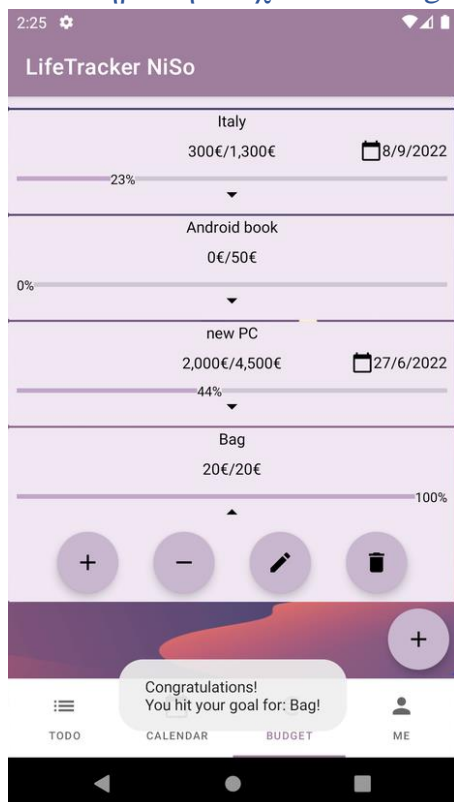 2:25
LifeTracker NiSo
Italy
300€/1,300€ 8/9/2022
23%
Android book
0€/50€
0%
new PC
2,000€/4,500€ 27/6/2022
44%
Bag
20€/20€
100%
Congratulations!
You hit your goal for: Bag!
TODO CALENDAR BUDGET ME